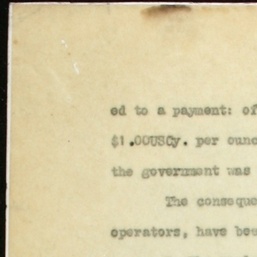 ed to a payment: of
$1.00USCy. per ounc
the government was
The conseque
operators, have bee